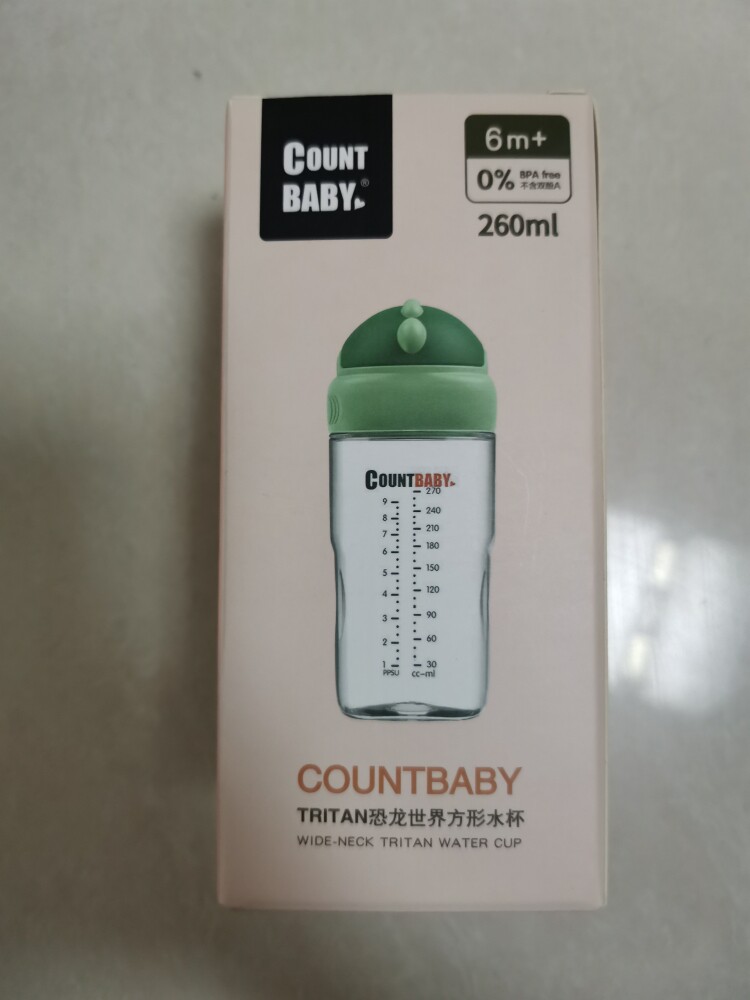 COUNT
BABY®
6m+
0% BPA free
不含双酚A
260ml
COUNTBABY
270
9
240
8
210
7
180
6
150
5
120
4
90
3
60
2
1 30
PPSU cc-ml
COUNTBABY
TRITAN恐龙世界方形水杯
WIDE-NECK TRITAN WATER CUP